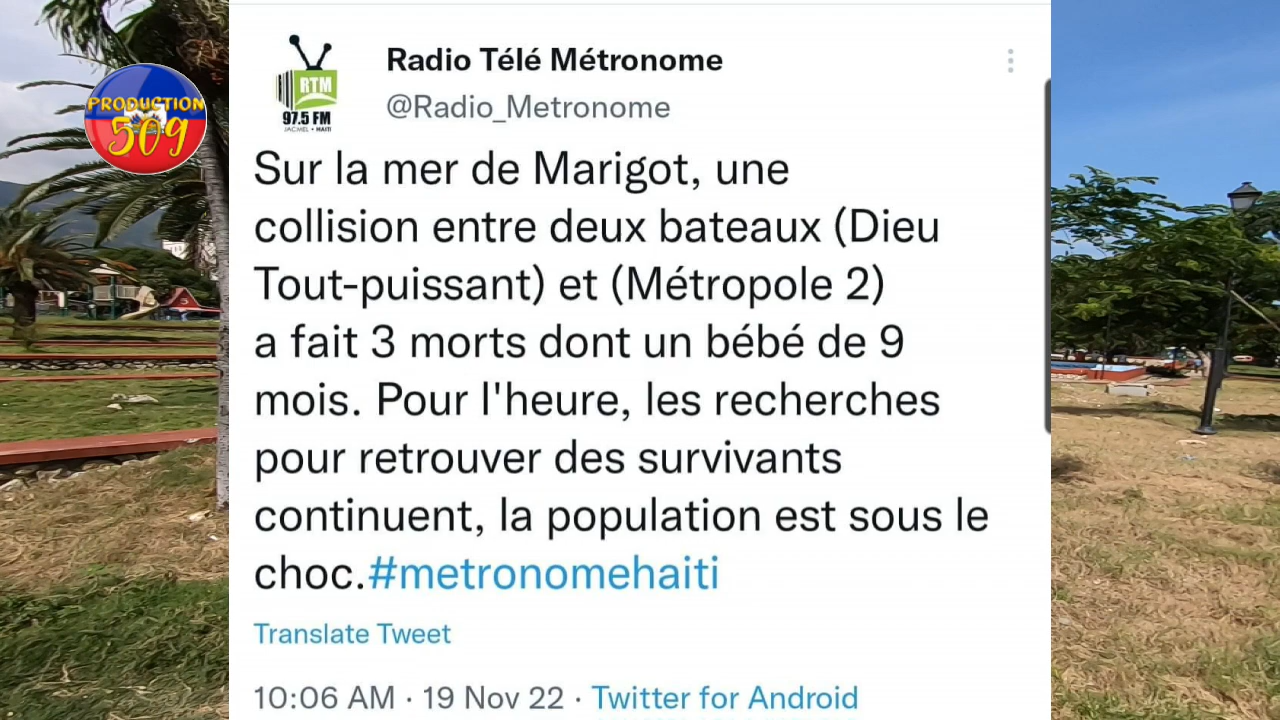 PRODUCTION
509
RTM
97.5 FM
JACMEL • HAITI
Radio Télé Métronome
@Radio_Metronome
Sur la mer de Marigot, une
collision entre deux bateaux (Dieu
Tout-puissant) et (Métropole 2)
a fait 3 morts dont un bébé de 9
mois. Pour l'heure, les recherches
pour retrouver des survivants
continuent, la population est sous le
choc.#metronomehaiti
Translate Tweet
10:06 AM · 19 Nov 22 · Twitter for Android